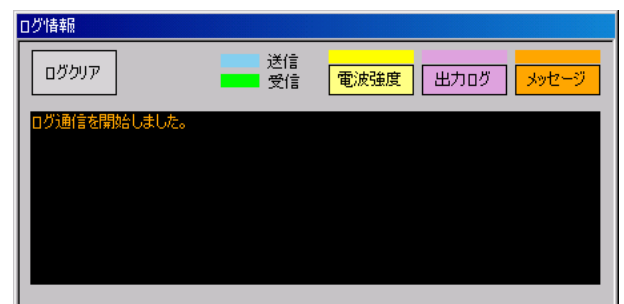 ログ情報
ログクリア
送信
受信
電波強度
出力ログ
メッセージ
ログ通信を開始しました。